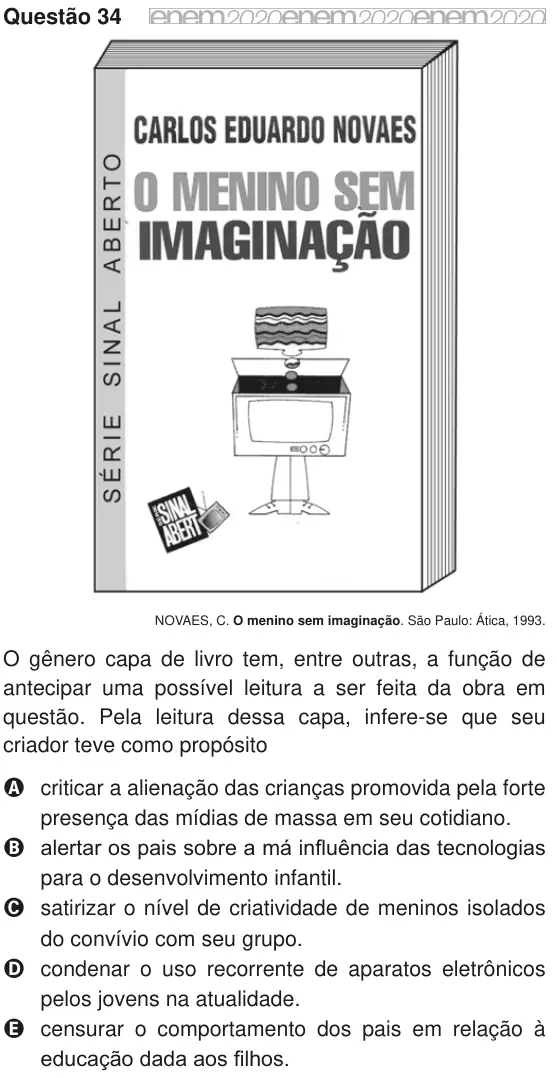 Questão 34 enem2020enem2020enem2020
CARLOS EDUARDO NOVAES
O MENINO SEM
IMAGINAÇÃO
SÉRIE SINAL ABERTO
SINAL
ABERT
NOVAES, C. O menino sem imaginação. São Paulo: Ática, 1993.
O gênero capa de livro tem, entre outras, a função de
antecipar uma possível leitura a ser feita da obra em
questão. Pela leitura dessa capa, infere-se que seu
criador teve como propósito
A criticar a alienação das crianças promovida pela forte
presença das mídias de massa em seu cotidiano.
B alertar os pais sobre a má influência das tecnologias
para o desenvolvimento infantil.
C satirizar o nível de criatividade de meninos isolados
do convívio com seu grupo.
D condenar o uso recorrente de aparatos eletrônicos
pelos jovens na atualidade.
E censurar o comportamento dos pais em relação à
educação dada aos filhos.